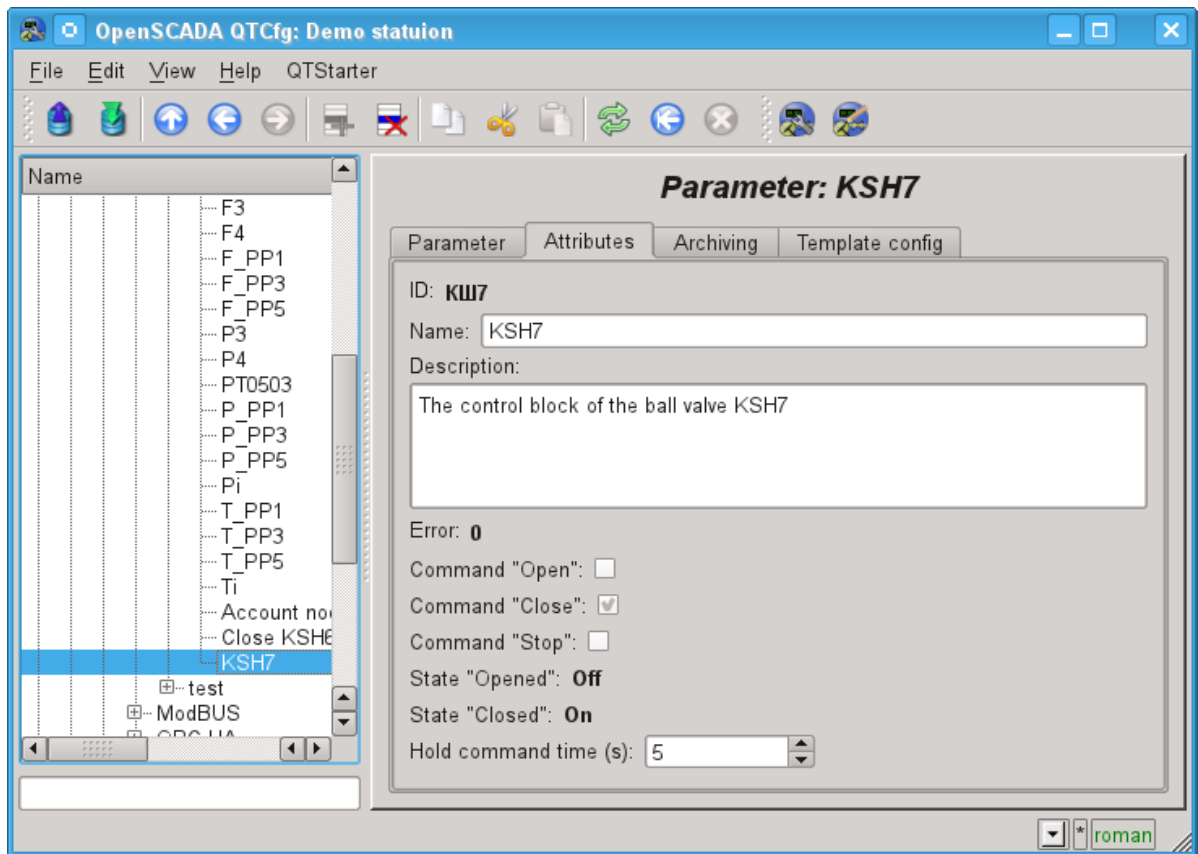 OpenSCADA QTCfg: Demo statuion
File Edit View Help QTStarter
Name
F3
F4
F_PP1
F_PP3
F_PP5
P3
P4
PT0503
P_PP1
P_PP3
P_PP5
Pi
T_PP1
T_PP3
T_PP5
Ti
Account
Close
KSH7
test
ModBUS
Parameter: KSH7
Parameter Attributes Archiving Template config
ID: КШ7
Name: KSH7
Description:
The control block of the ball valve KSH7
Error: 0
Command "Open":
Command "Close":
Command "Stop":
State "Opened": Off
State "Closed": On
Hold command time (s): 5
* roman